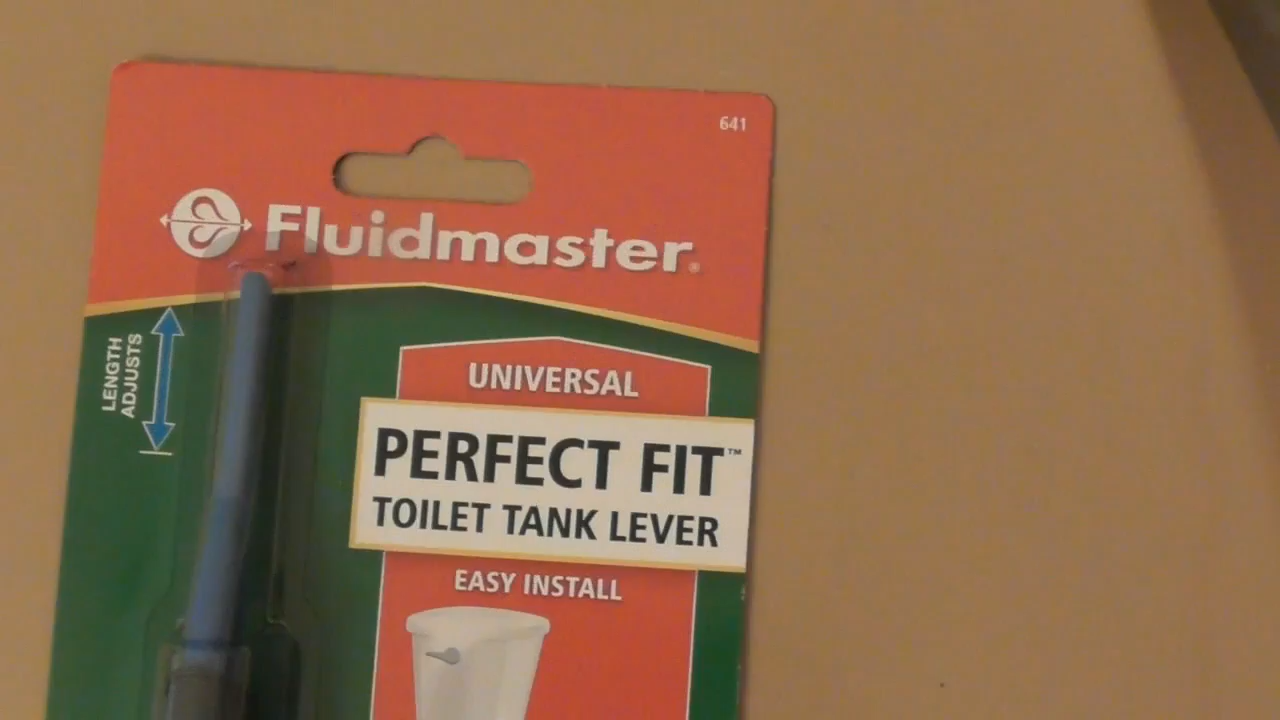 641
Fluidmaster®
LENGTH
ADJUSTS
UNIVERSAL
PERFECT FIT™
TOILET TANK LEVER
EASY INSTALL